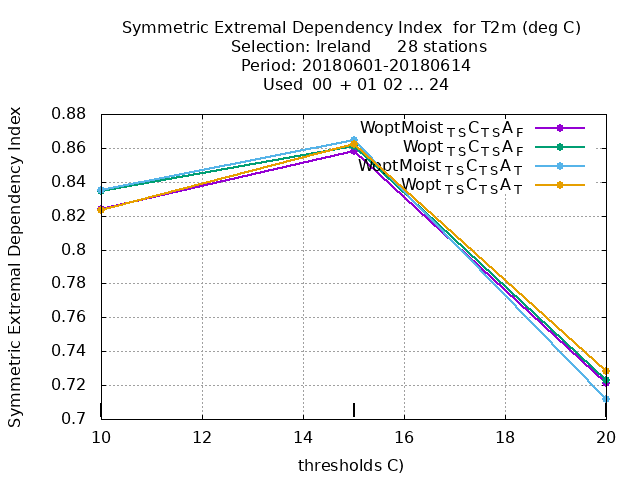 Symmetric Extremal Dependency Index  for T2m (deg C)
Selection: Ireland     28 stations
Period: 20180601-20180614
Used  00  + 01 02 ... 24
Symmetric Extremal Dependency Index
0.88
0.86
0.84
0.82
0.8
0.78
0.76
0.74
0.72
0.7
WoptMoist TS C TS A F
Wopt TS C TS A F
WoptMoist TS C TS A T
Wopt TS C TS A T
10 12 14 16 18 20
thresholds C)